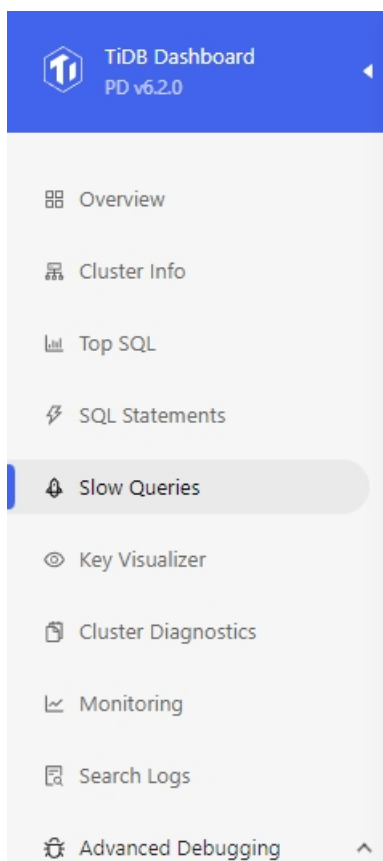 TiDB Dashboard
PD v6.2.0
Overview
Cluster Info
Top SQL
SQL Statements
Slow Queries
Key Visualizer
Cluster Diagnostics
Monitoring
Search Logs
Advanced Debugging